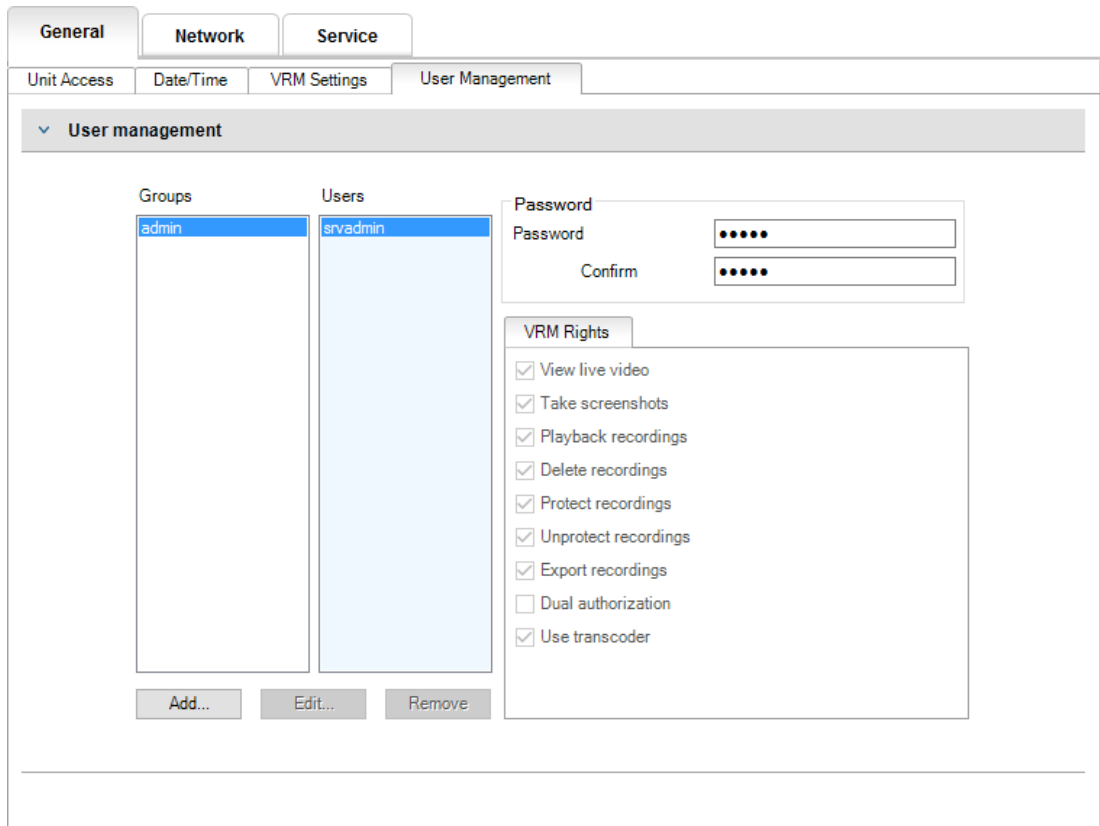 General Network Service
Unit Access Date/Time VRM Settings User Management
User management
Groups Users
admin
srvadmin
Password
Password •••••
Confirm •••••
VRM Rights
View live video
Take screenshots
Playback recordings
Delete recordings
Protect recordings
Unprotect recordings
Export recordings
Dual authorization
Use transcoder
Add... Edit... Remove